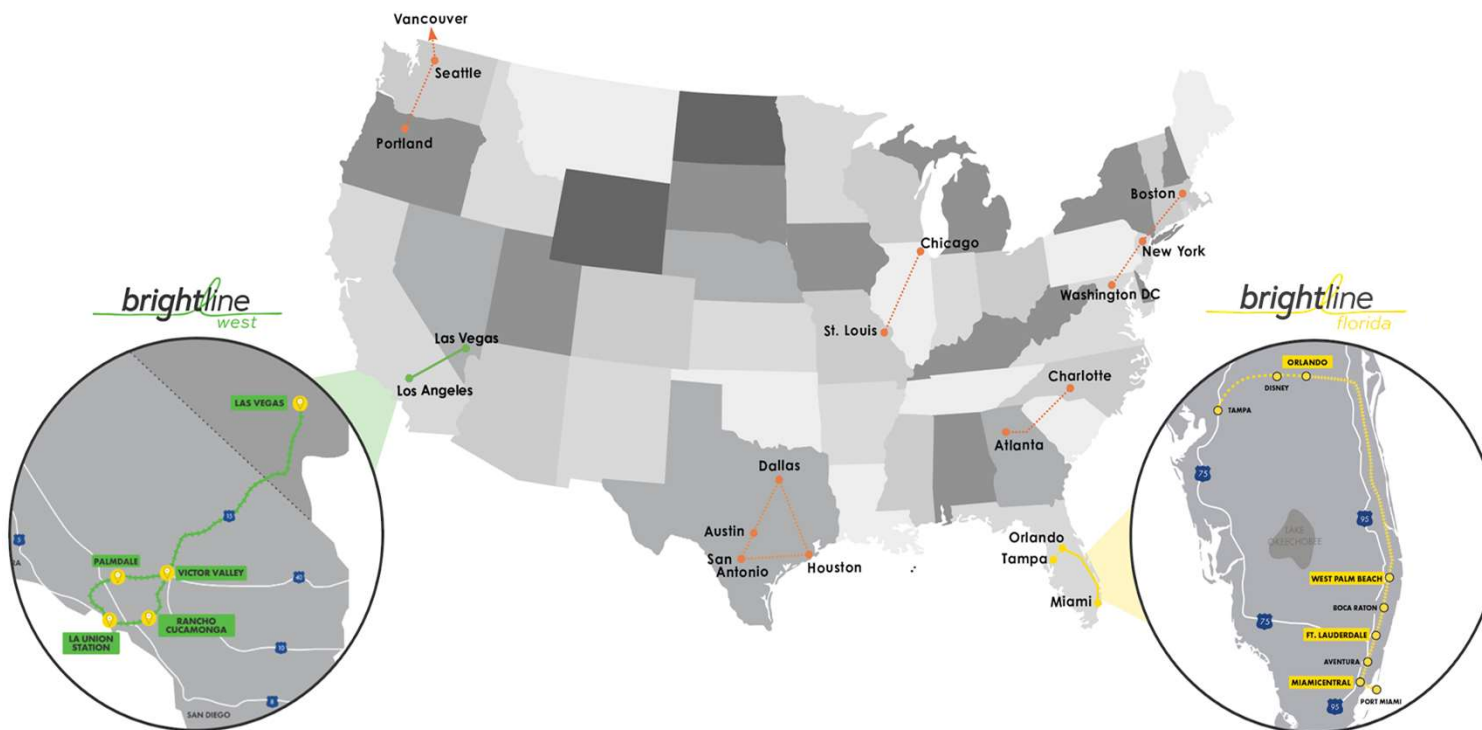 Vancouver
Seattle
Portland
Boston
Chicago
New York
Washington DC
St. Louis
Las Vegas
Los Angeles
Charlotte
Atlanta
Dallas
Austin
San
Antonio
Houston
Orlando
Tampa
Miami
brightline
west
LAS VEGAS
15
5
PALMDALE
VICTOR VALLEY
40
RANCHO
CUCAMONGA
LA UNION
STATION
10
8
SAN DIEGO
brightline
florida
ORLANDO
DISNEY
TAMPA
75
95
LAKE
OKEECHOBEE
WEST PALM BEACH
BOCA RATON
75
FT. LAUDERDALE
AVENTURA
MIAMICENTRAL
PORT MIAMI
95